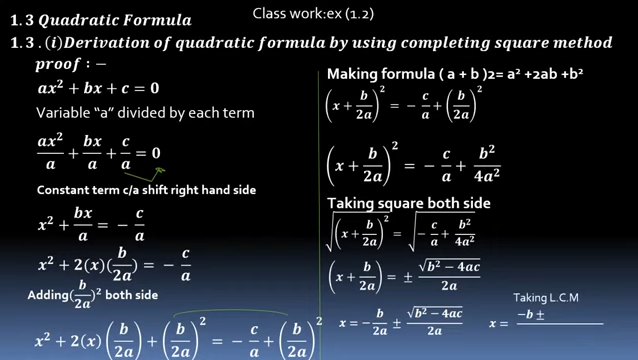 Class work:ex (1.2)
1.3 Quadratic Formula
1.3.(i)Derivation of quadratic formula by using completing square method
proof:−
ax² + bx + c = 0
Variable “a” divided by each term
ax²/a + bx/a + c/a = 0
Constant term c/a shift right hand side
x² + bx/a = − c/a
x² + 2(x)(b/2a) = − c/a
Adding(b/2a)² both side
x² + 2(x)(b/2a) + (b/2a)² = − c/a + (b/2a)²
Making formula ( a + b )2= a² +2ab +b²
(x + b/2a)² = − c/a + (b/2a)²
(x + b/2a)² = − c/a + b²/4a²
Taking square both side
√(x + b/2a)² = √− c/a + b²/4a²
(x + b/2a) = ± √b² − 4ac/2a
x = − b/2a ± √b² − 4ac/2a
Taking L.C.M
x = −b ±